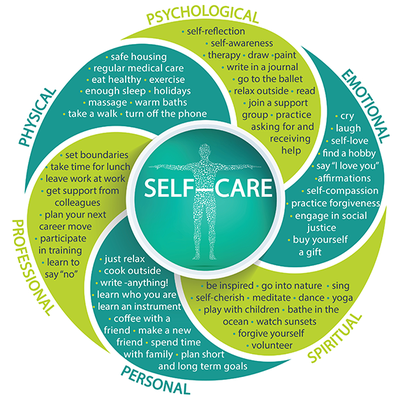 PSYCHOLOGICAL
• self-reflection
• self-awareness
• therapy • draw • paint
• write in a journal
• go to the ballet
• relax outside • read
• join a support
group • practice
asking for and
receiving
help
EMOTIONAL
• cry
• laugh
• self-love
• find a hobby
• say "I love you"
• affirmations
• self-compassion
• practice forgiveness
• engage in social
justice
• buy yourself
a gift
SPIRITUAL
• be inspired • go into nature • sing
• self-cherish • meditate • dance • yoga
• play with children • bathe in the
ocean • watch sunsets
• forgive yourself
• volunteer
PERSONAL
• just relax
• cook outside
• write -anything!
• learn who you are
• learn an instrument
• coffee with a
friend • make a new
friend • spend time
with family • plan short
and long term goals
PROFESSIONAL
• set boundaries
• take time for lunch
• leave work at work
• get support from
colleagues
• plan your next
career move
• participate
in training
• learn to
say "no"
PHYSICAL
• safe housing
• regular medical care
• eat healthy • exercise
• enough sleep • holidays
• massage • warm baths
• take a walk • turn off the phone
SELF-CARE